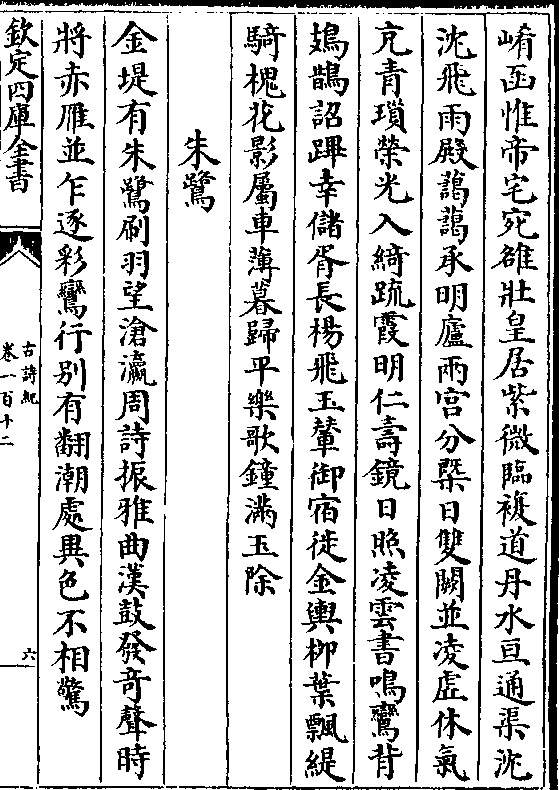 崤函惟帝宅宛雒壯皇居紫微臨複道丹水亘通渠沈
沈飛雨殿藹藹承明廬兩宫分槩日雙闕並凌虛休氣
充青瑣榮光入綺疏霞明仁壽鏡日照凌雲書鳴鸞背
鳷鵲詔蹕幸儲胥長楊飛玉輦御宿徙金輿柳葉飄緹
騎槐花影屬車薄暮歸平樂歌鐘滿玉除
朱鷺
金堤有朱鷺刷羽望滄瀛周詩振雅曲漢鼓發竒聲時
將赤雁並乍逐彩鸞行别有翻潮處異色不相驚
欽定四庫全書
古詩紀
卷一百十二
六